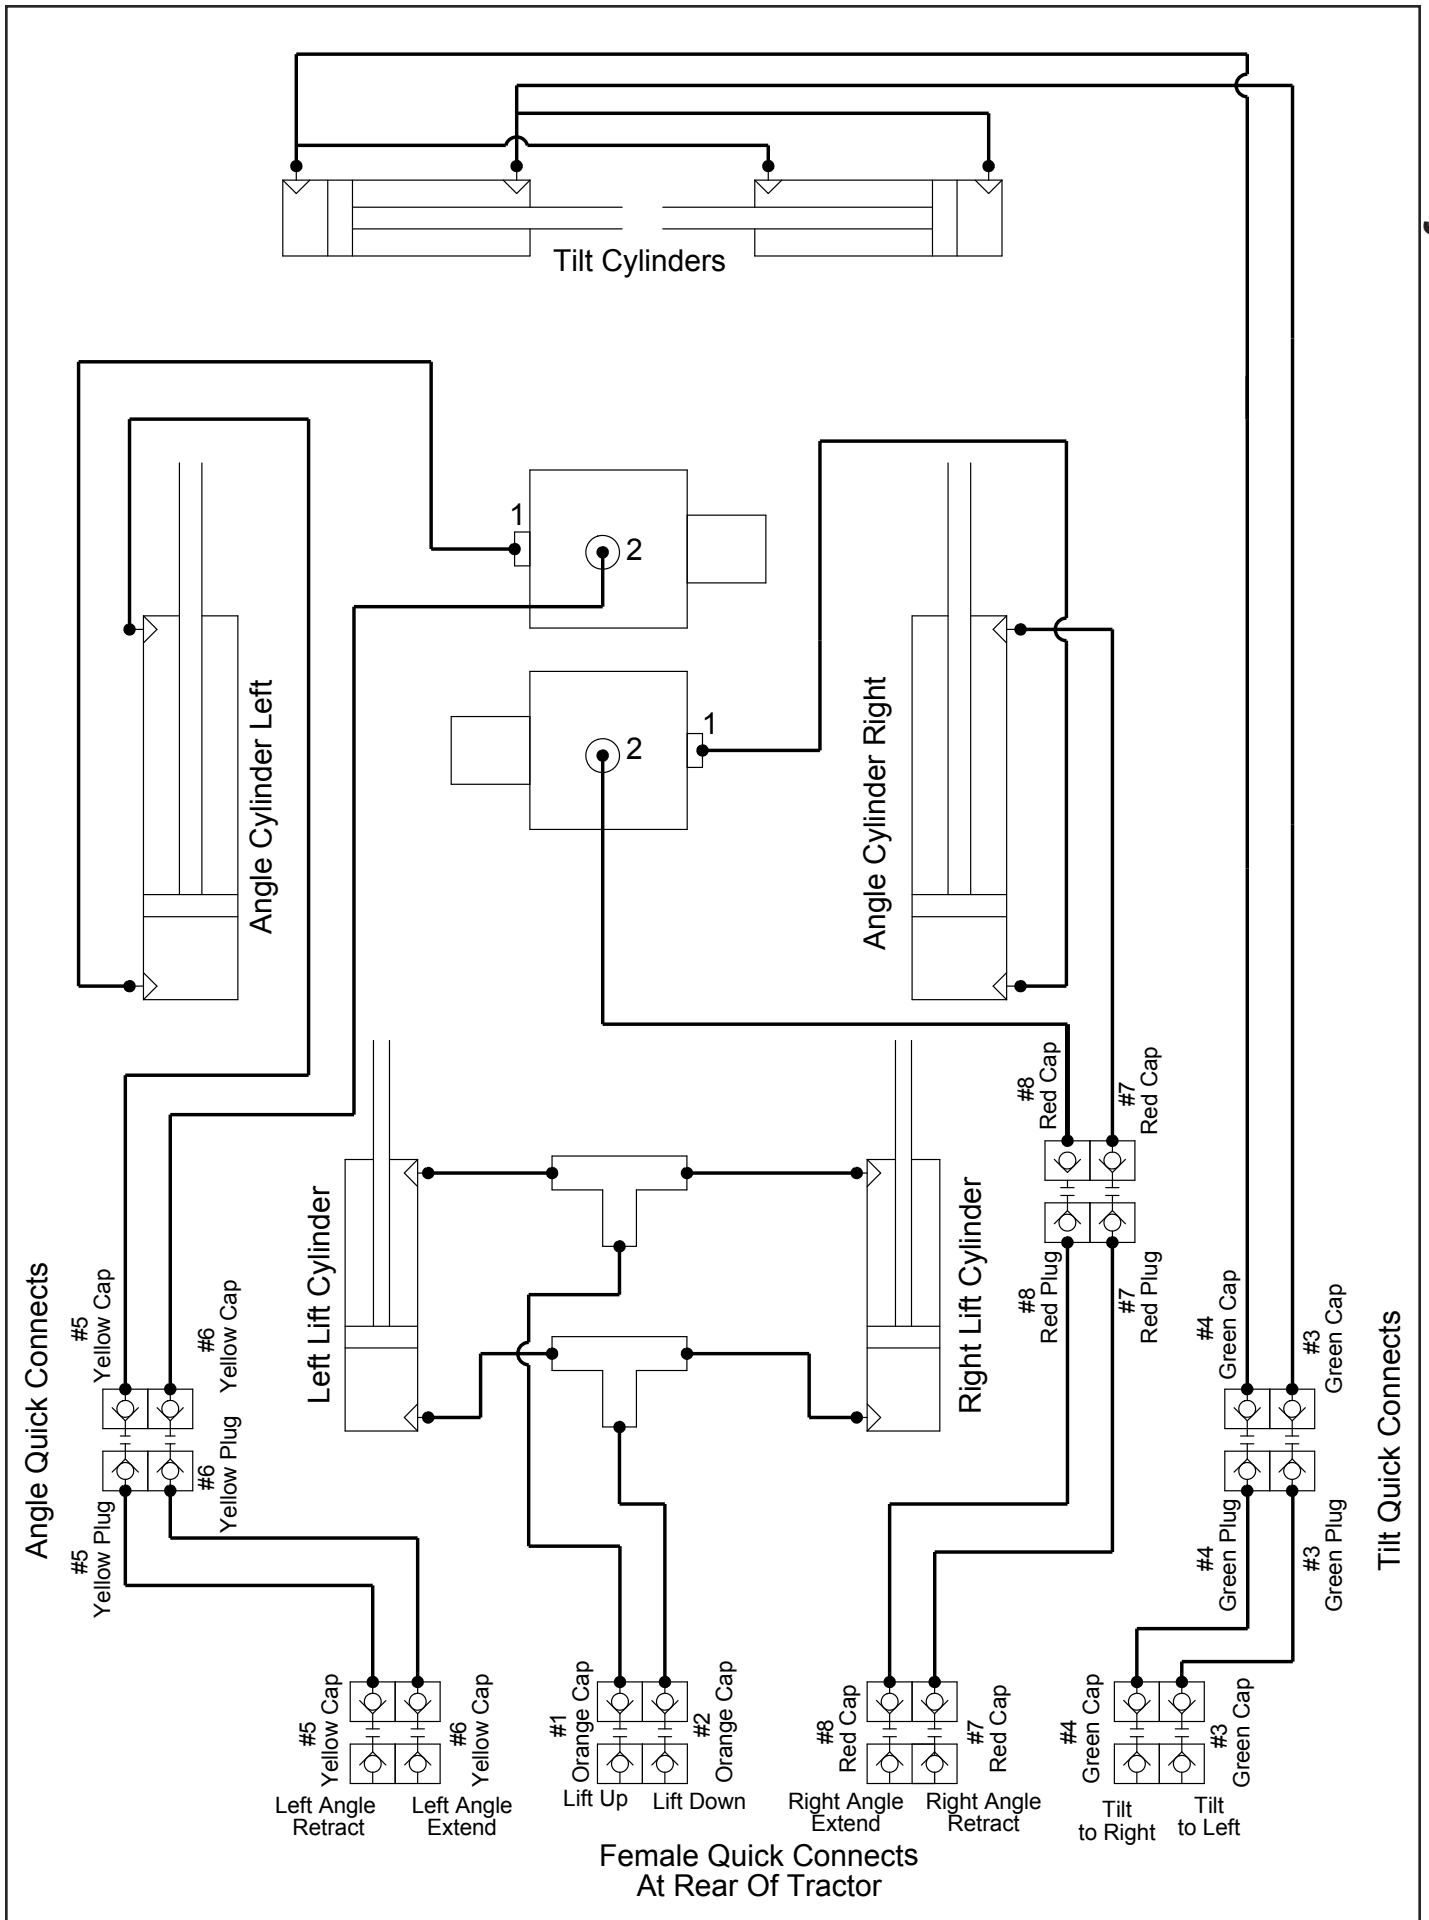 Tilt Cylinders
1
2
1
2
Angle Cylinder Left
Angle Cylinder Right
#8
Red Cap
#7
Red Cap
Left Lift Cylinder
Right Lift Cylinder
#8
Red Plug
#7
Red Plug
Angle Quick Connects
#5
Yellow Cap
#6
Yellow Cap
#5
Yellow Plug
#6
Yellow Plug
#4
Green Cap
#3
Green Cap
#4
Green Plug
#3
Green Plug
Tilt Quick Connects
#5
Yellow Cap
#6
Yellow Cap
#1
Orange Cap
#2
Orange Cap
#8
Red Cap
#7
Red Cap
#4
Green Cap
#3
Green Cap
Left Angle
Retract
Left Angle
Extend
Lift Up
Lift Down
Right Angle
Extend
Right Angle
Retract
Tilt
to Right
Tilt
to Left
Female Quick Connects
At Rear Of Tractor